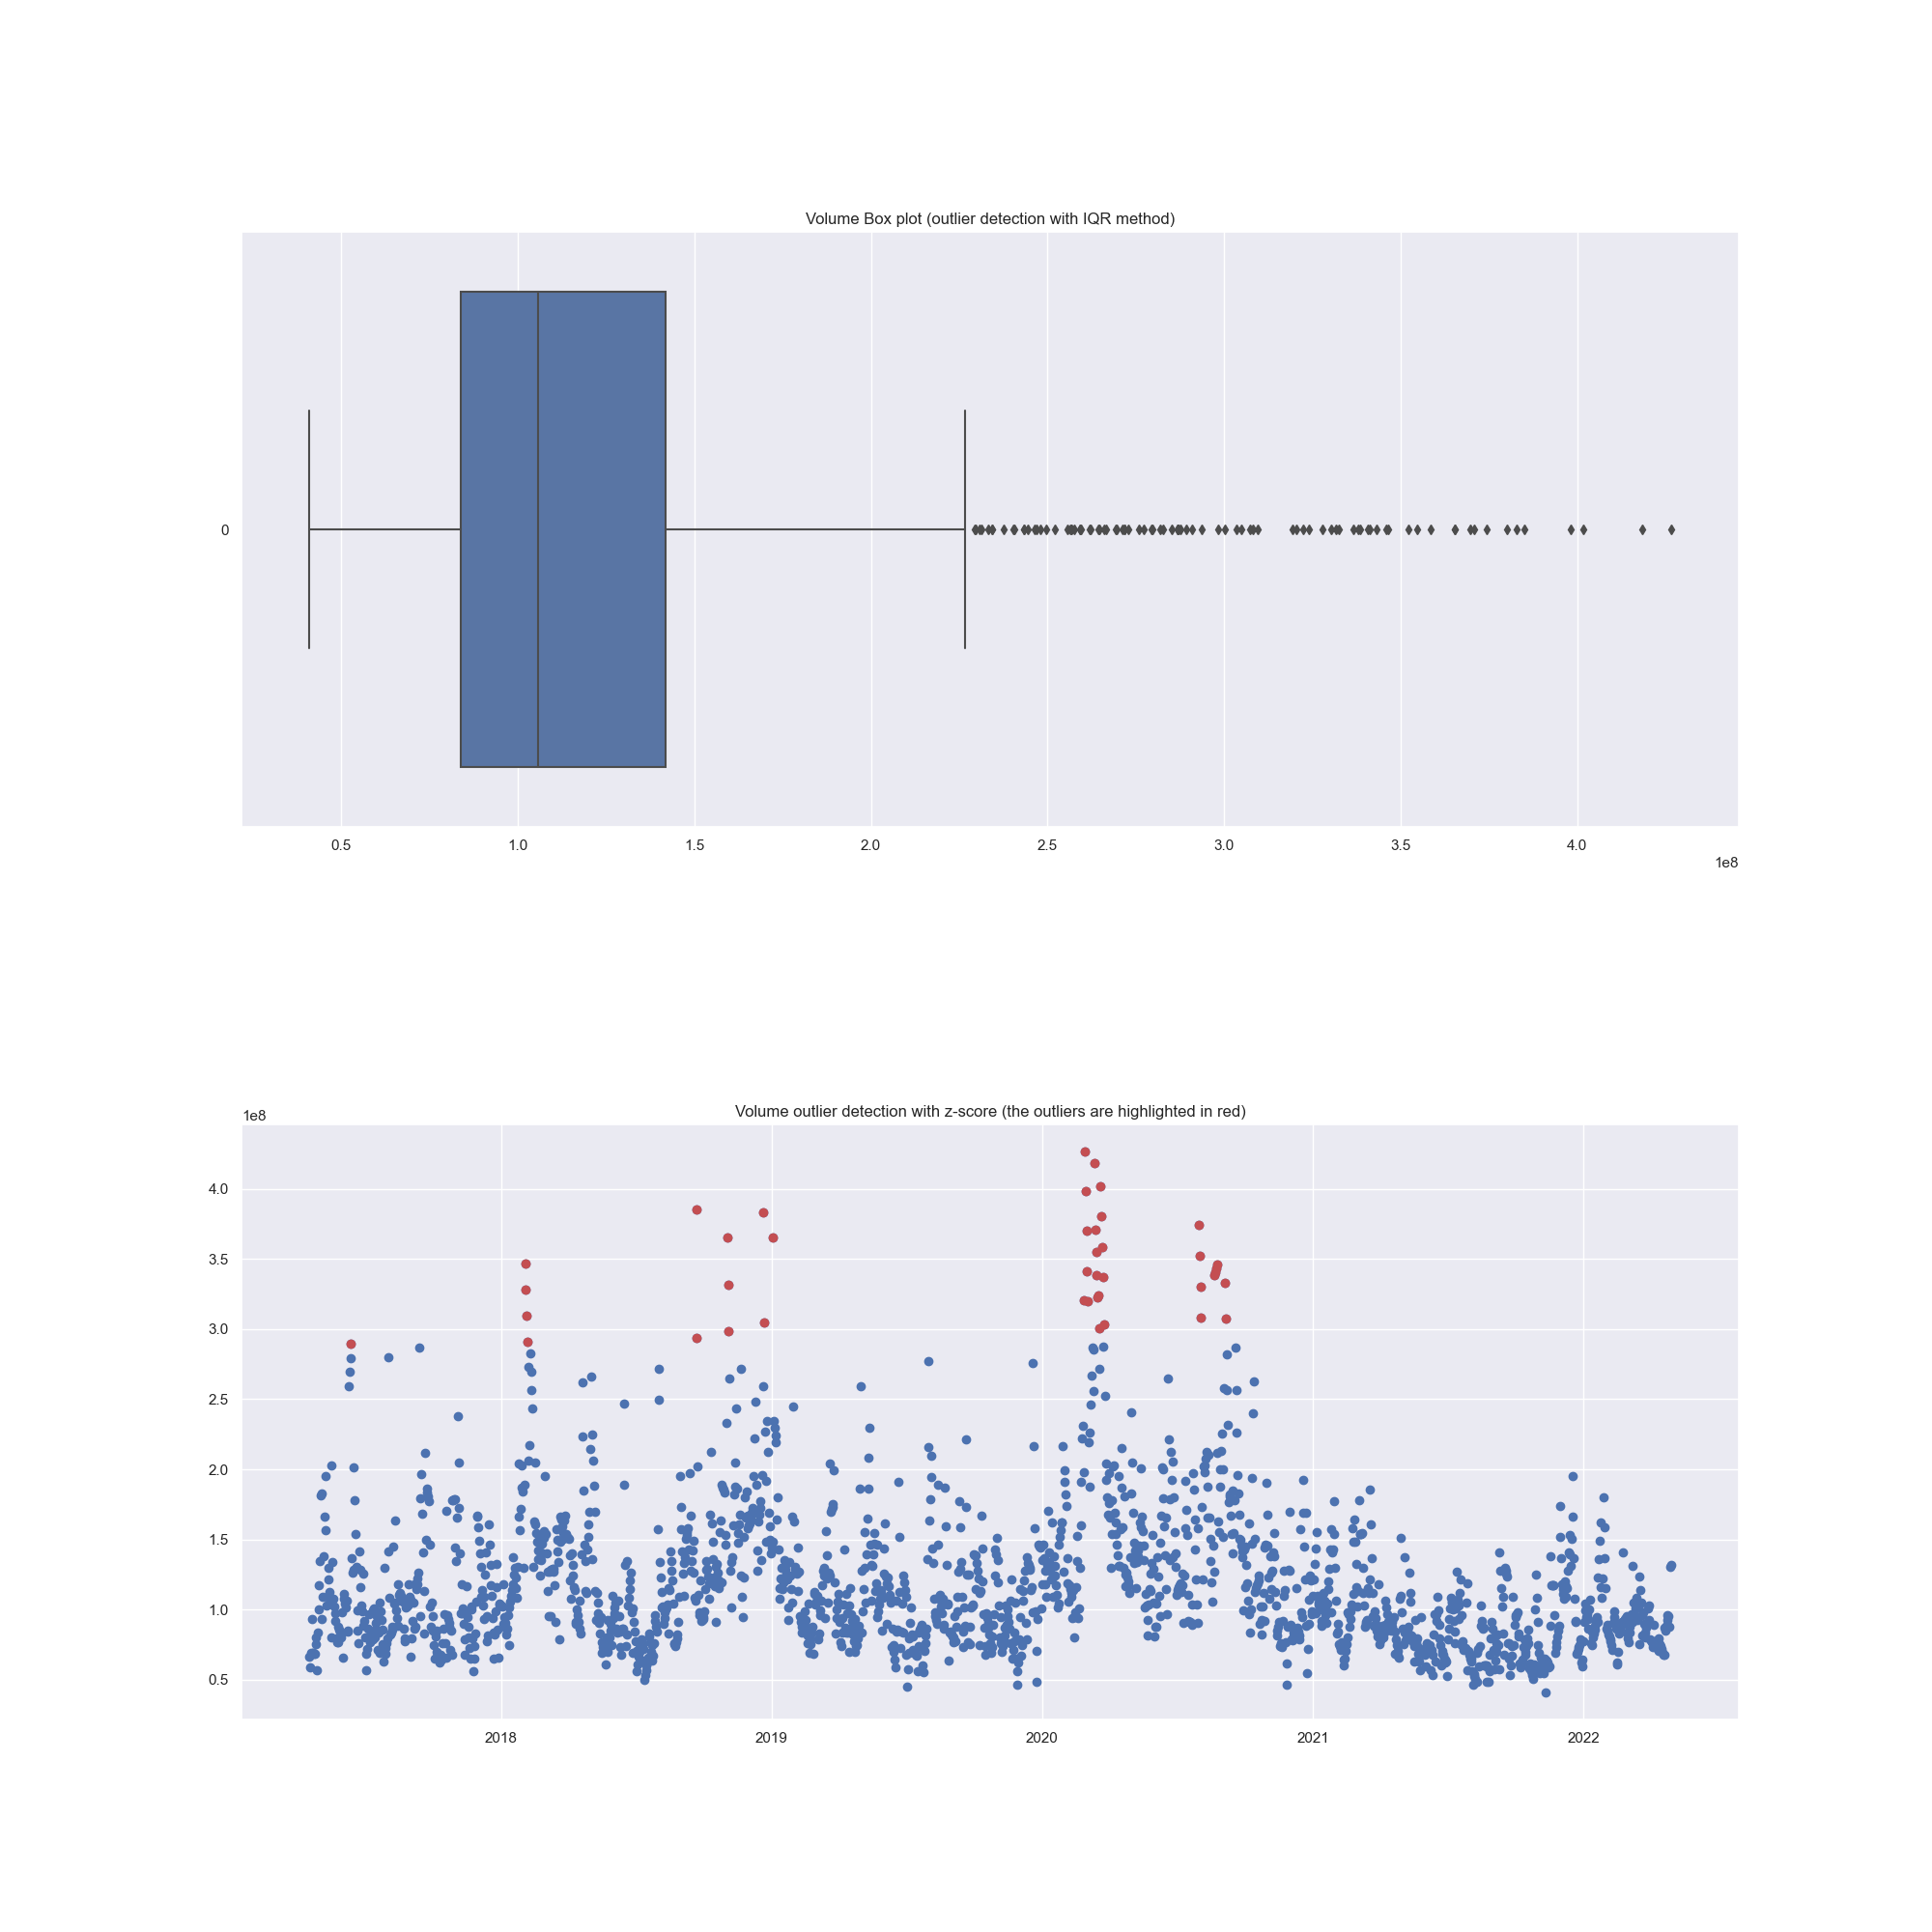 Volume Box plot (outlier detection with IQR method)
0
0.5 1.0 1.5 2.0 2.5 3.0 3.5 4.0
1e8
1e8
Volume outlier detection with z-score (the outliers are highlighted in red)
4.0
3.5
3.0
2.5
2.0
1.5
1.0
0.5
2018 2019 2020 2021 2022